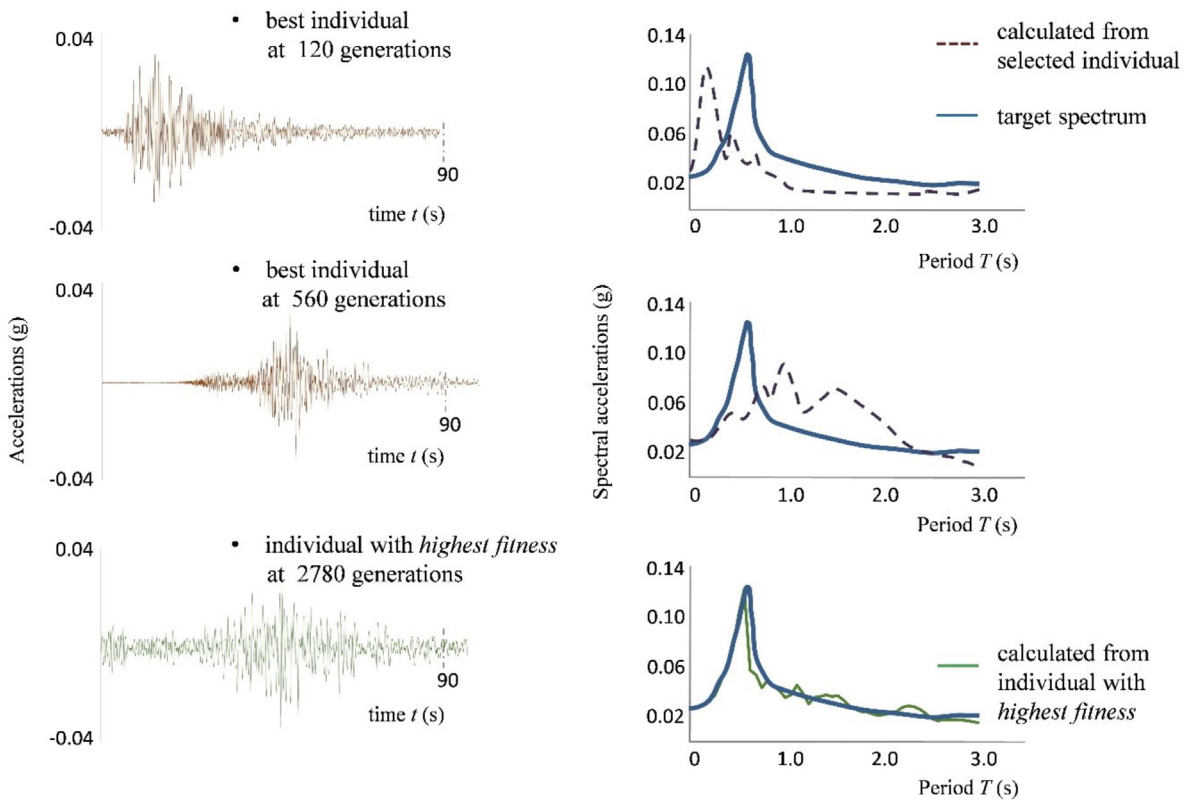 • best individual
at 120 generations
0.04
-0.04
90
time t (s)
0.14
0.10
0.06
0.02
0 1.0 2.0 3.0
Period T (s)
calculated from
selected individual
target spectrum
Accelerations (g)
• best individual
at 560 generations
0.04
-0.04
90
time t (s)
Spectral accelerations (g)
0.14
0.10
0.06
0.02
0 1.0 2.0 3.0
Period T (s)
• individual with highest fitness
at 2780 generations
0.04
-0.04
90
time t (s)
0.14
0.10
0.06
0.02
0 1.0 2.0 3.0
Period T (s)
calculated from
individual with
highest fitness